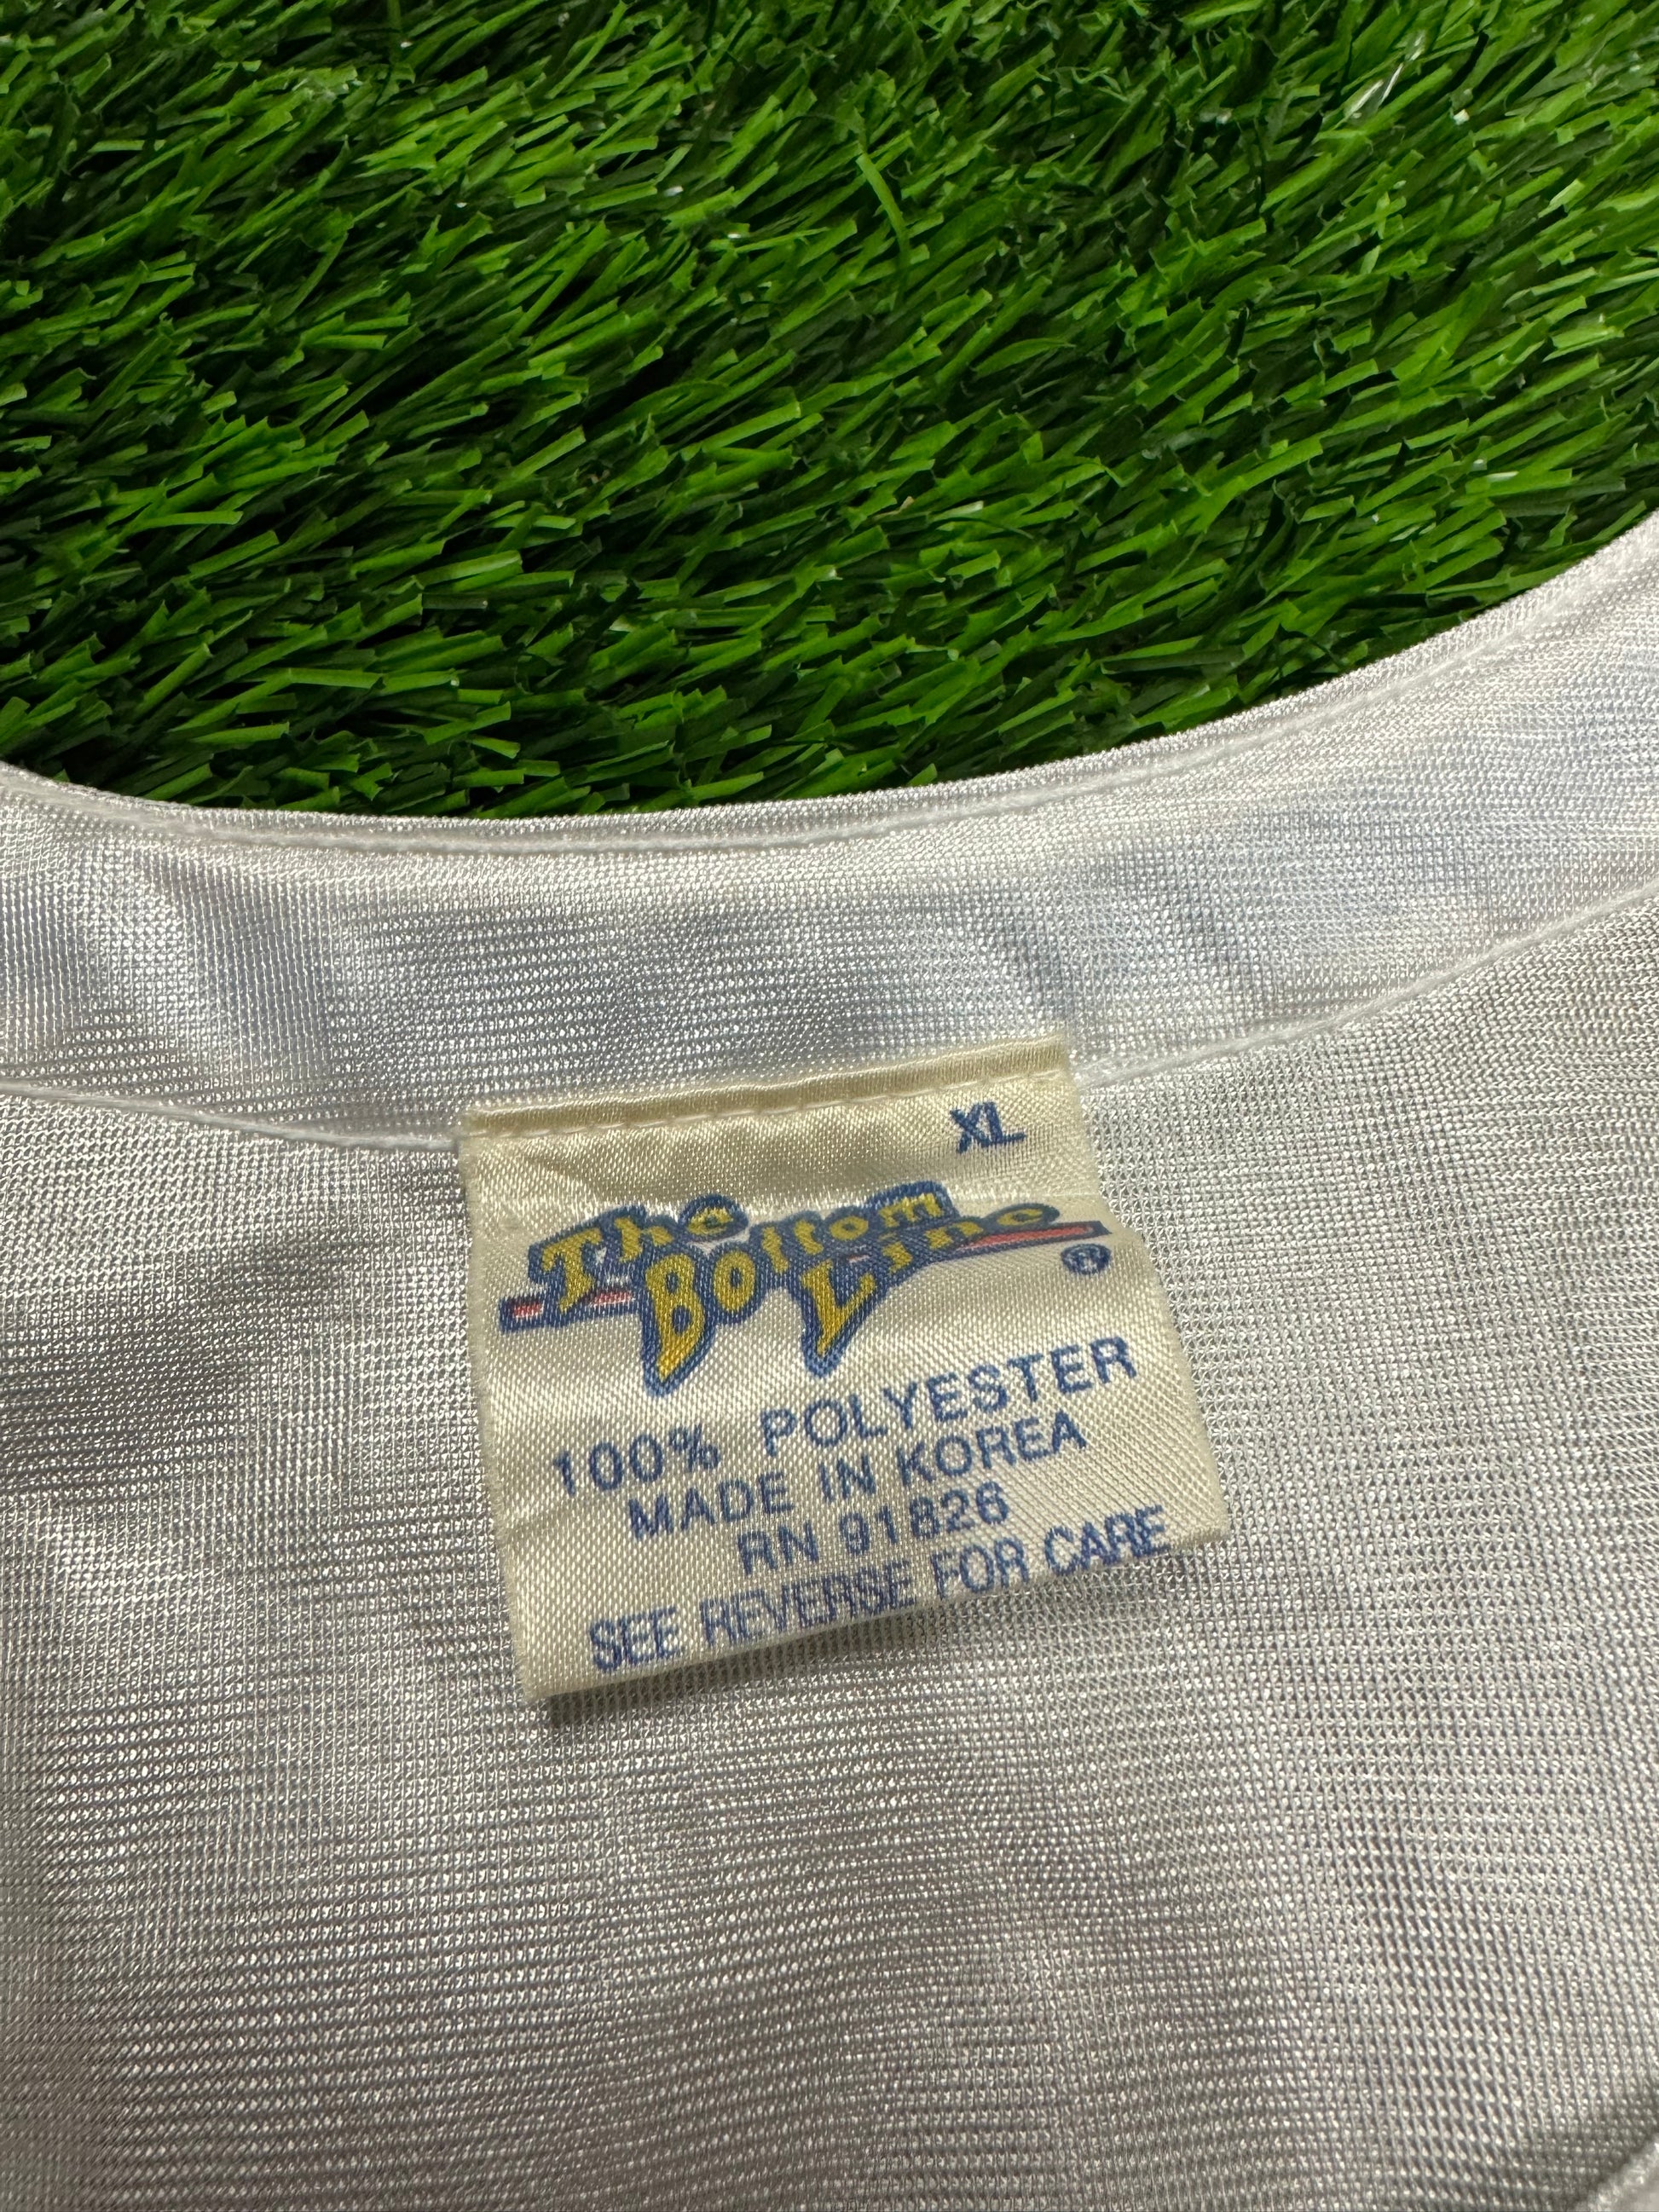 XL
The
Bottom
Line
®
100% POLYESTER
MADE IN KOREA
RN 91826
SEE REVERSE FOR CARE